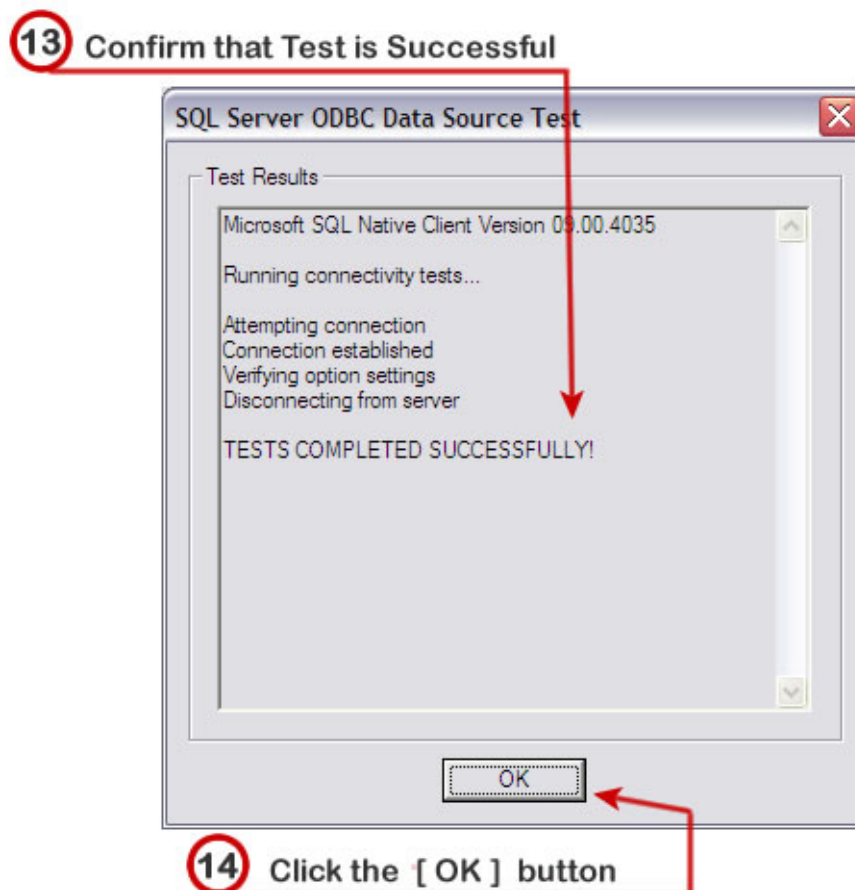 13 Confirm that Test is Successful
SQL Server ODBC Data Source Test
Test Results
Microsoft SQL Native Client Version 09.00.4035
Running connectivity tests...
Attempting connection
Connection established
Verifying option settings
Disconnecting from server
TESTS COMPLETED SUCCESSFULLY!
OK
14 Click the [ OK ] button